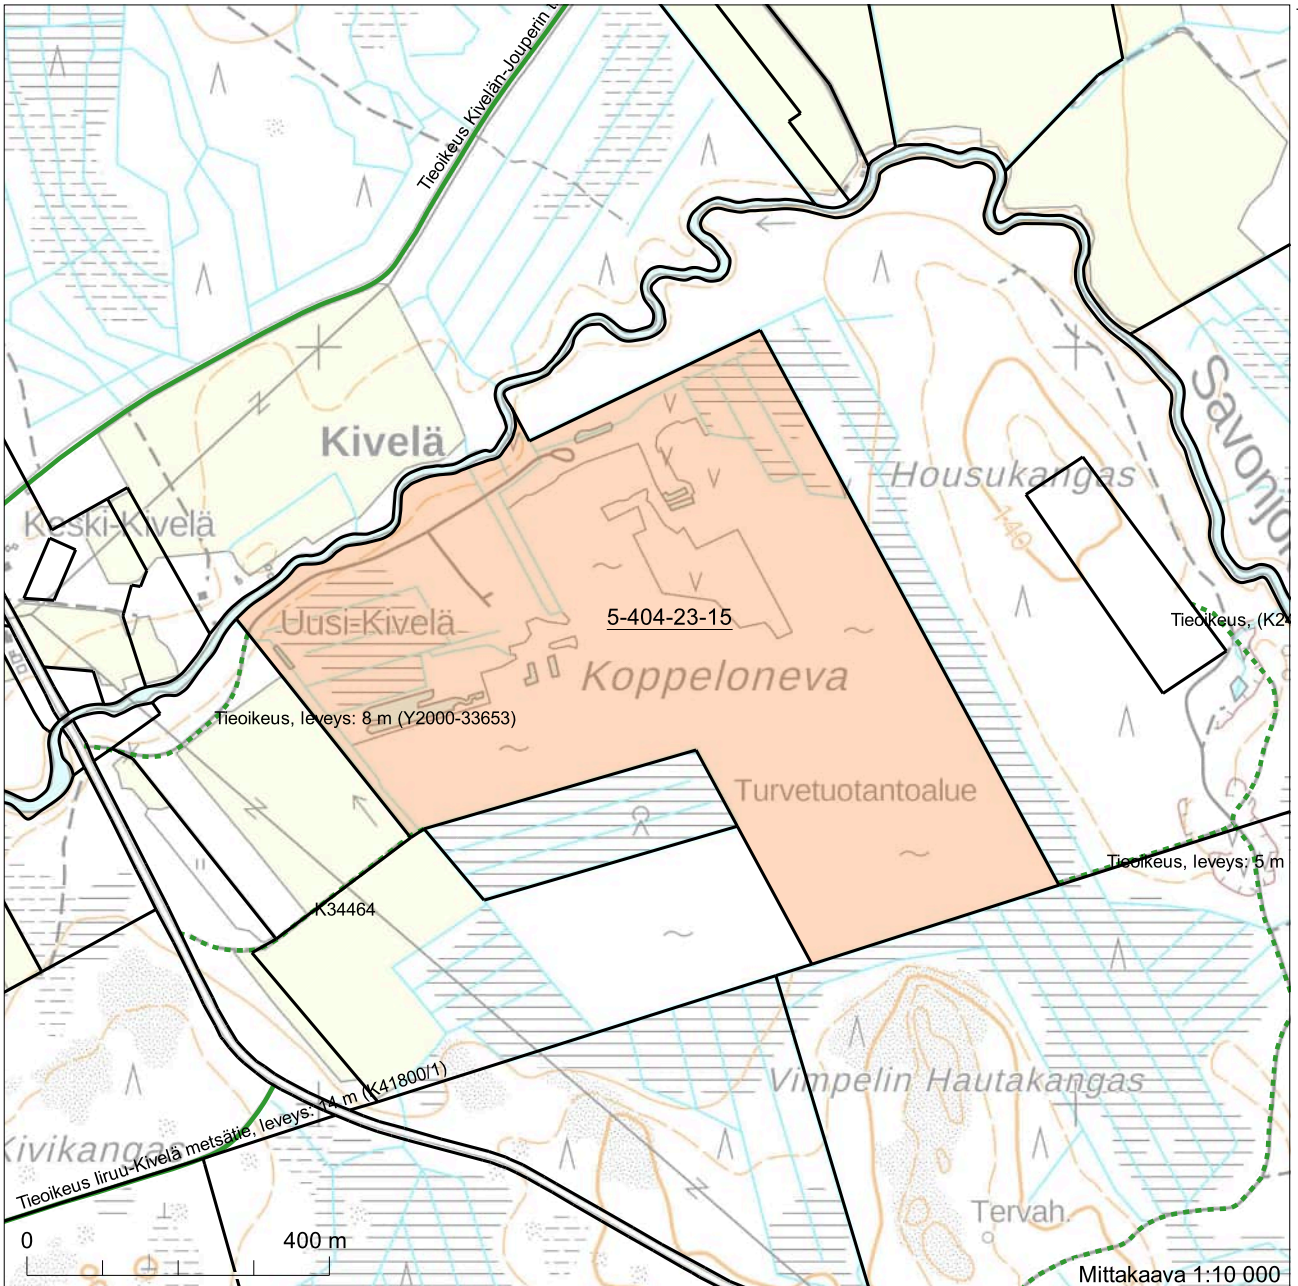 Tieoikeus Kivelän-Jouperin
Kivelä
Savonjo
Housukangas
140
Keski-Kivelä
Uusi-Kivelä
5-404-23-15
Tieoikeus, (K2
Koppeloneva
Tieoikeus, leveys: 8 m (Y2000-33653)
Turvetuotantoalue
Tieoikeus, leveys: 5 m
K34464
Vimpelin Hautakangas
Kivikangas
Tieoikeus Iiruu-Kivelä metsätie, leveys: 14 m (K41800/1)
Tervah.
0 400 m
Mittakaava 1:10 000